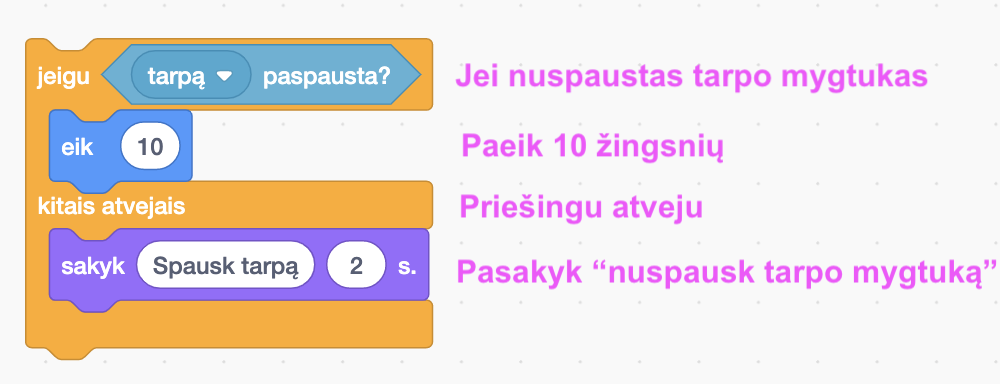 jeigu tarpą paspausta? Jei nuspaustas tarpo mygtukas
eik 10 Paeik 10 žingsnių
kitais atvejais Priešingu atveju
sakyk Spausk tarpą 2 s. Pasakyk “nuspausk tarpo mygtuką”